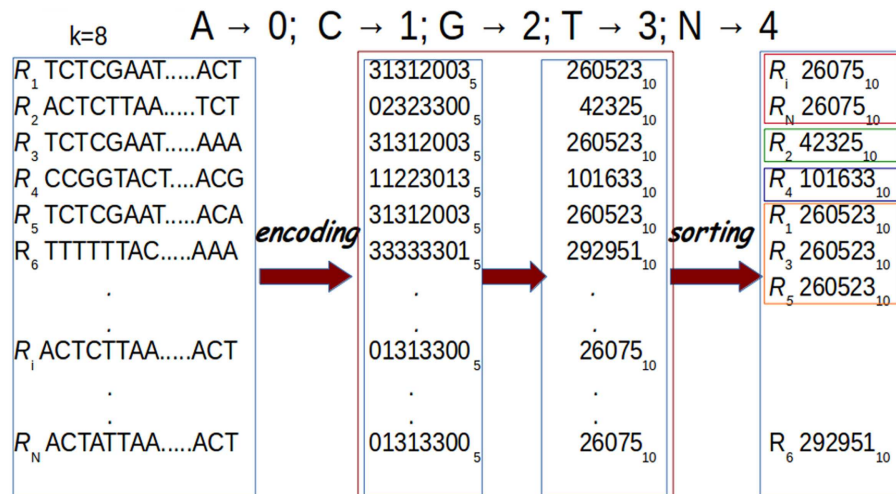 k=8 A → 0; C → 1; G → 2; T → 3; N → 4
R1 TCTCGAAT.....ACT 313120035 26052310 Ri 2607510
R2 ACTCTTAA....TCT 023233005 4232510 RN 2607510
R3 TCTCGAAT.....AAA 313120035 26052310 R2 4232510
R4 CCGGTACT....ACG 112230135 10163310 R4 10163310
R5 TCTCGAAT.....ACA 313120035 26052310 R1 26052310
encoding sorting
R6 TTTTTTAC.....AAA 333333015 29295110 R3 26052310
. . . R5 26052310
. . .
Ri ACTCTTAA.....ACT 013133005 2607510
. . .
. . .
RN ACTATTAA.....ACT 013133005 2607510 R6 29295110